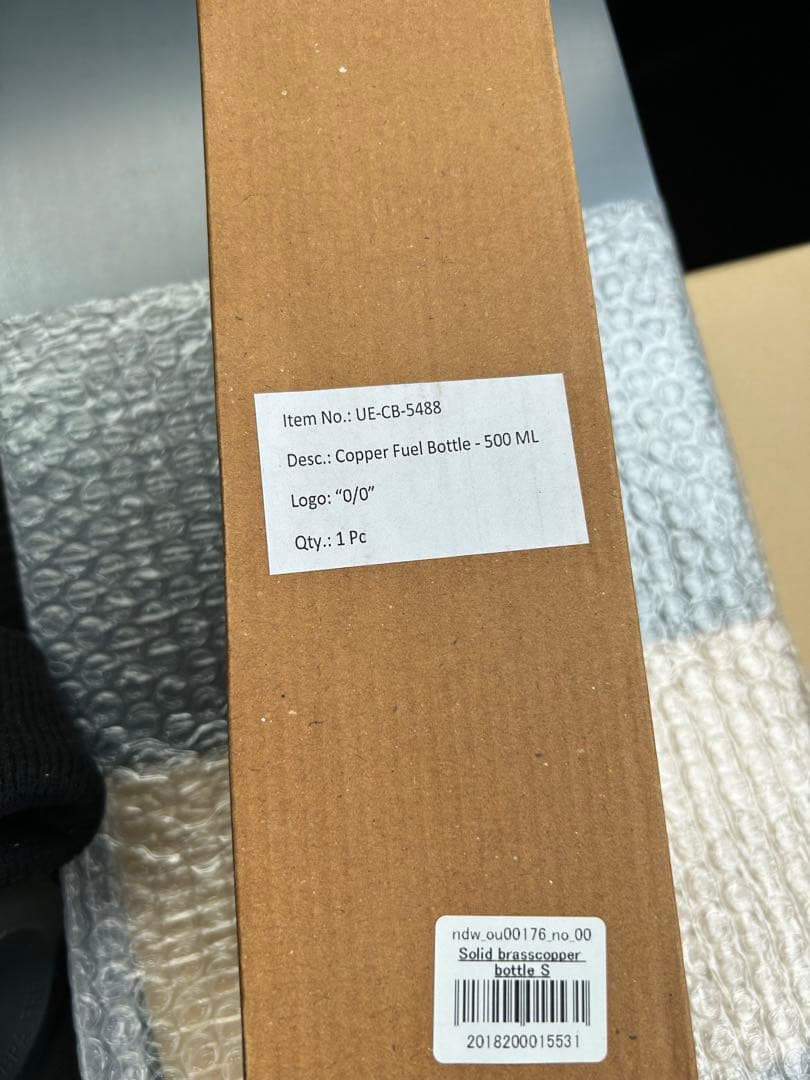 Item No.: UE-CB-5488
Desc.: Copper Fuel Bottle - 500 ML
Logo: “0/0”
Qty.: 1 Pc
ndw_ou00176_no_00
Solid brasscopper
bottle S
2018200015531